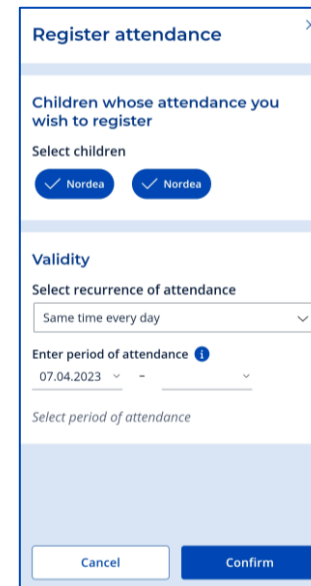 Register attendance
Children whose attendance you
wish to register
Select children
Nordea
Nordea
Validity
Select recurrence of attendance
Same time every day
Enter period of attendance i
07.04.2023 –
Select period of attendance
Cancel
Confirm